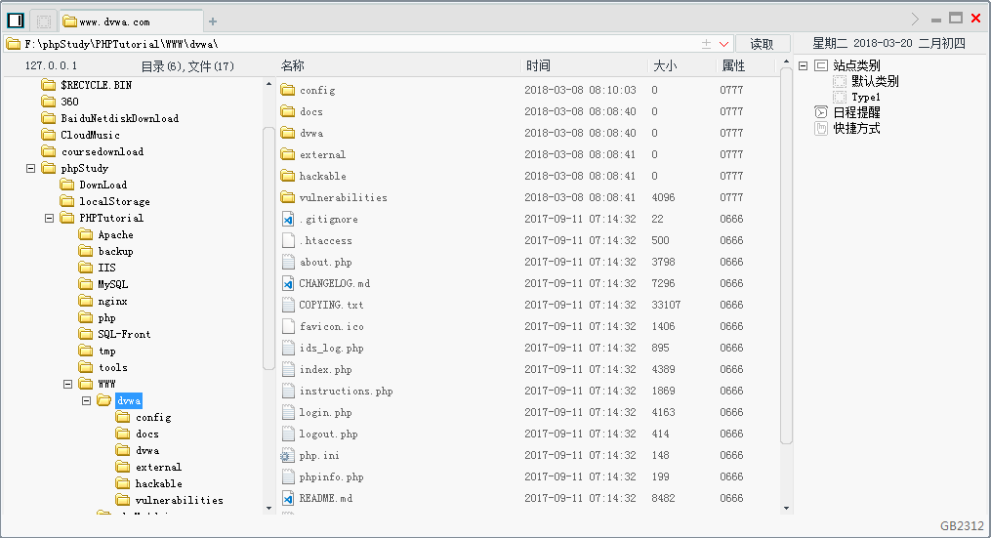 www.dvwa.com
F:\phpStudy\PHPTutorial\WWW\dvwa\
读取
星期二 2018-03-20 二月初四
127.0.0.1 目录(6),文件(17)
$RECYCLE.BIN
360
BaiduNetdiskDownload
CloudMusic
coursedownload
phpStudy
DownLoad
localStorage
PHPTutorial
Apache
backup
IIS
MySQL
nginx
php
SQL-Front
tmp
tools
WWW
dvwa
config
docs
dvwa
external
hackable
vulnerabilities
名称 时间 大小 属性
config 2018-03-08 08:10:03 0 0777
docs 2018-03-08 08:08:40 0 0777
dvwa 2018-03-08 08:08:40 0 0777
external 2018-03-08 08:08:41 0 0777
hackable 2018-03-08 08:08:41 0 0777
vulnerabilities 2018-03-08 08:08:41 4096 0777
.gitignore 2017-09-11 07:14:32 22 0666
.htaccess 2017-09-11 07:14:32 500 0666
about.php 2017-09-11 07:14:32 3798 0666
CHANGELOG.md 2017-09-11 07:14:32 7296 0666
COPYING.txt 2017-09-11 07:14:32 33107 0666
favicon.ico 2017-09-11 07:14:32 1406 0666
ids_log.php 2017-09-11 07:14:32 895 0666
index.php 2017-09-11 07:14:32 4389 0666
instructions.php 2017-09-11 07:14:32 1869 0666
login.php 2017-09-11 07:14:32 4163 0666
logout.php 2017-09-11 07:14:32 414 0666
php.ini 2017-09-11 07:14:32 148 0666
phpinfo.php 2017-09-11 07:14:32 199 0666
README.md 2017-09-11 07:14:32 8482 0666
站点类别
默认类别
Type1
日程提醒
快捷方式
GB2312